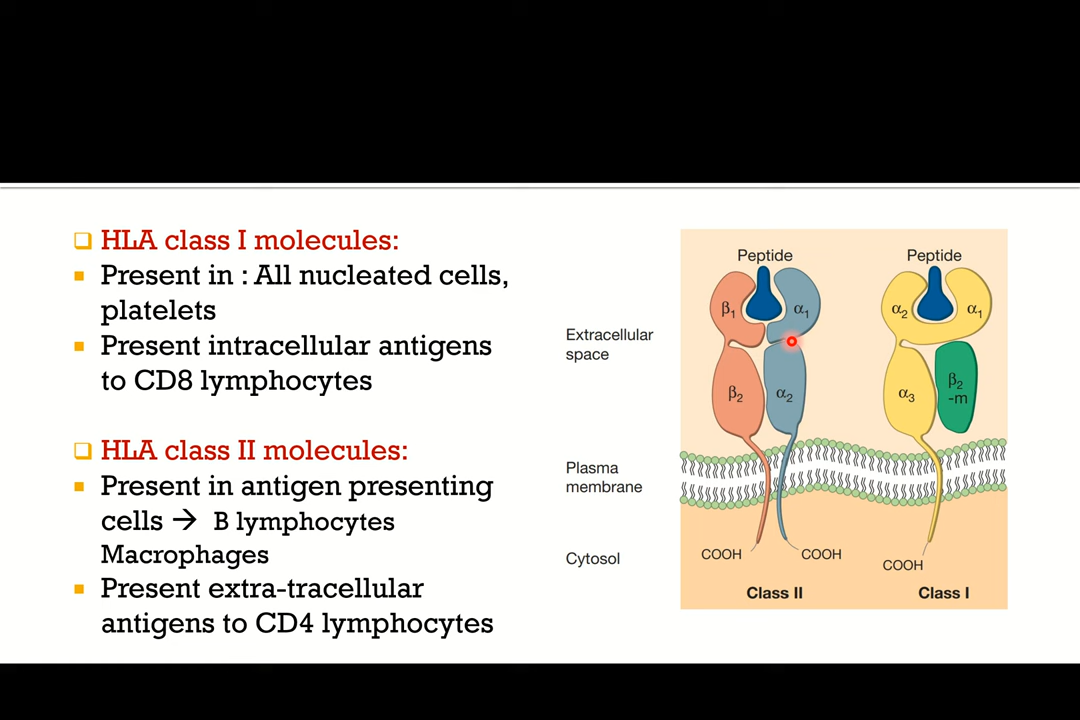 HLA class I molecules:
Present in : All nucleated cells,
platelets
Present intracellular antigens
to CD8 lymphocytes
HLA class II molecules:
Present in antigen presenting
cells → B lymphocytes
Macrophages
Present extra-tracellular
antigens to CD4 lymphocytes
Peptide
Peptide
β1
α1
α2
α1
Extracellular
space
β2
α2
α3
β2
-m
Plasma
membrane
Cytosol
COOH
COOH
COOH
Class II
Class I